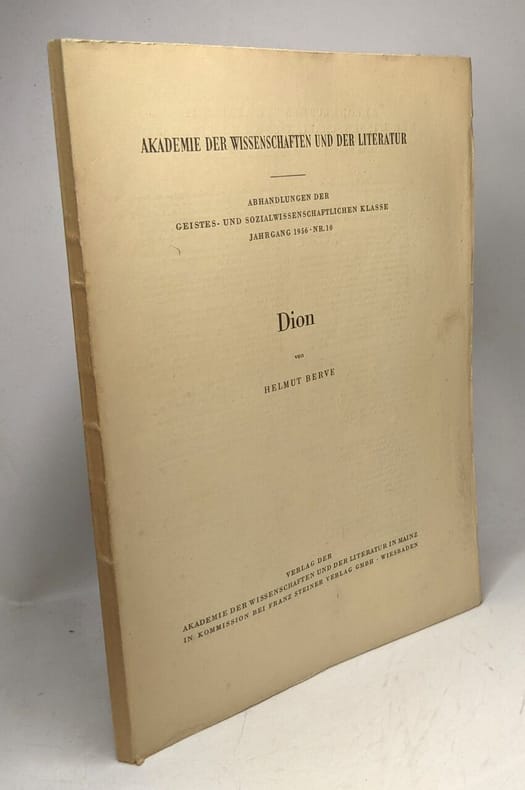 AKADEMIE DER WISSENSCHAFTEN UND DER LITERATUR
ABHANDLUNGEN DER
GEISTES- UND SOZIALWISSENSCHAFTLICHEN KLASSE
JAHRGANG 1956 · NR. 10
Dion
von
HELMUT BERVE
VERLAG DER
AKADEMIE DER WISSENSCHAFTEN UND DER LITERATUR IN MAINZ
IN KOMMISSION BEI FRANZ STEINER VERLAG GMBH · WIESBADEN